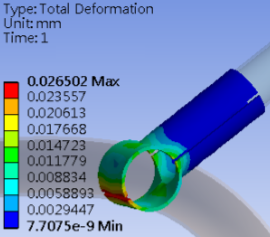 Type: Total Deformation
Unit: mm
Time: 1
0.026502 Max
0.023557
0.020613
0.017668
0.014723
0.011779
0.008834
0.0058893
0.0029447
7.7075e-9 Min